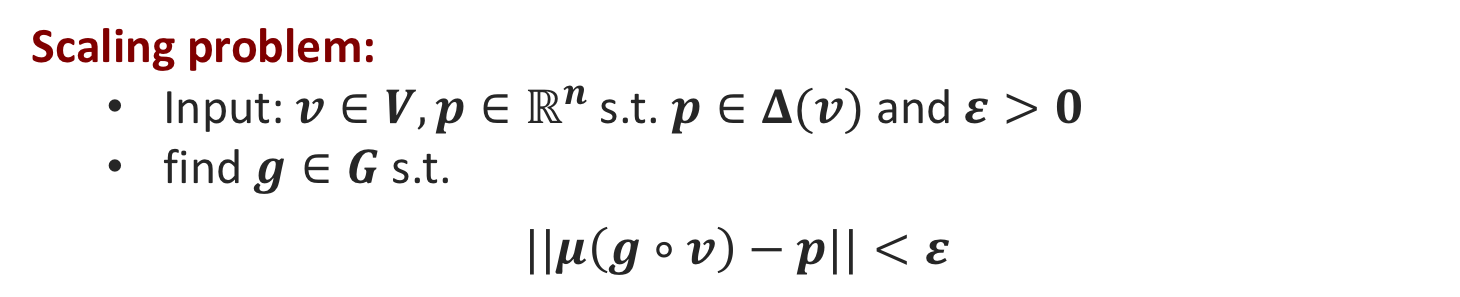 Scaling problem:
• Input: 𝒗 ∈ 𝑽, 𝒑 ∈ ℝⁿ s.t. 𝒑 ∈ 𝚫(𝒗) and 𝜺 > 𝟎
• find 𝒈 ∈ 𝑮 s.t.
||𝝁(𝒈 ∘ 𝒗) − 𝒑|| < 𝜺